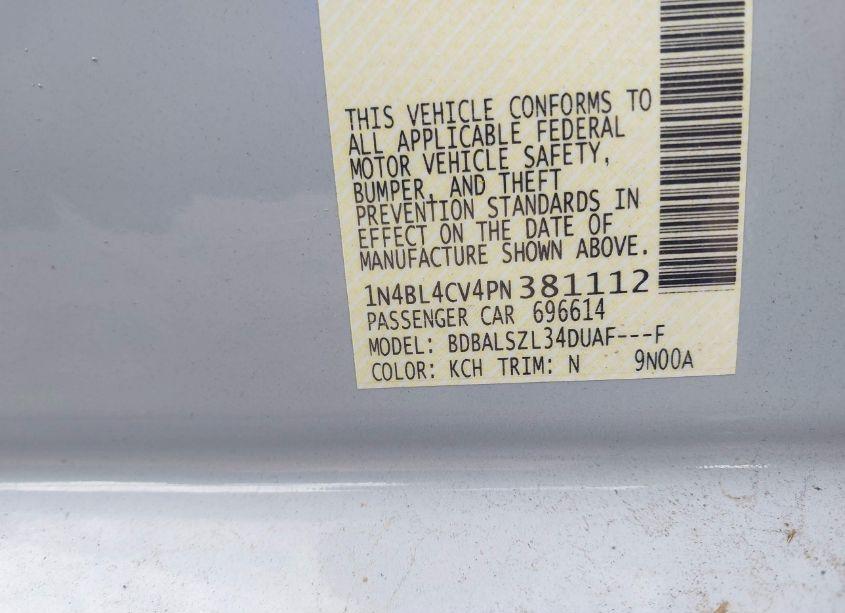 THIS VEHICLE CONFORMS TO
ALL APPLICABLE FEDERAL
MOTOR VEHICLE SAFETY,
BUMPER, AND THEFT
PREVENTION STANDARDS IN
EFFECT ON THE DATE OF
MANUFACTURE SHOWN ABOVE.
1N4BL4CV4PN381112
PASSENGER CAR 696614
MODEL: BDBALSZL34DUAF---F
COLOR: KCH TRIM: N 9N00A